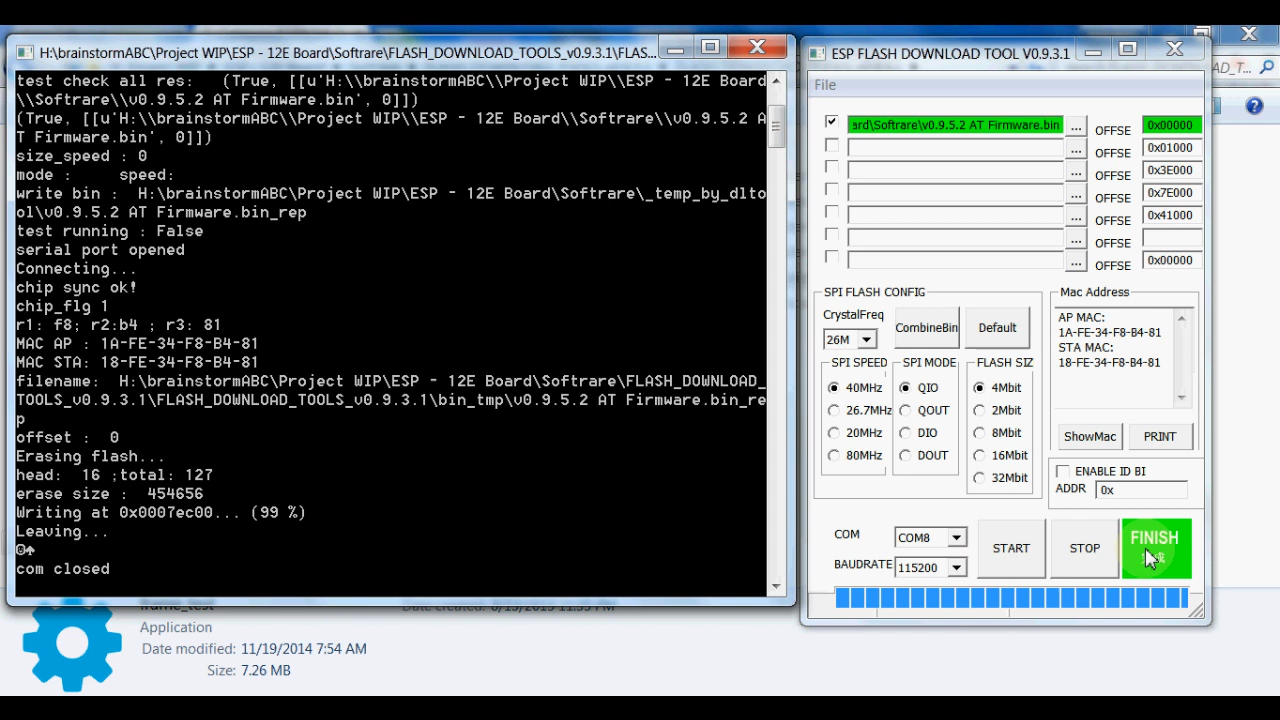 H:\brainstormABC\Project WIP\ESP - 12E Board\Softrare\FLASH_DOWNLOAD_TOOLS_v0.9.3.1\FLAS...
test check all res:   (True, [[u'H:\\brainstormABC\\Project WIP\\ESP - 12E Board
\\Softrare\\v0.9.5.2 AT Firmware.bin', 0]])
(True, [[u'H:\\brainstormABC\\Project WIP\\ESP - 12E Board\\Softrare\\v0.9.5.2 A
T Firmware.bin', 0]])
size_speed : 0
mode :     speed:
write bin :  H:\brainstormABC\Project WIP\ESP - 12E Board\Softrare\_temp_by_dlto
ol\v0.9.5.2 AT Firmware.bin_rep
test running : False
serial port opened
Connecting...
chip sync ok!
chip_flg 1
r1: f8; r2:b4 ; r3: 81
MAC AP : 1A-FE-34-F8-B4-81
MAC STA: 18-FE-34-F8-B4-81
filename:  H:\brainstormABC\Project WIP\ESP - 12E Board\Softrare\FLASH_DOWNLOAD_
TOOLS_v0.9.3.1\FLASH_DOWNLOAD_TOOLS_v0.9.3.1\bin_tmp\v0.9.5.2 AT Firmware.bin_re
p
offset :  0
Erasing flash...
head:  16 ;total: 127
erase size :  454656
Writing at 0x0007ec00... (99 %)
Leaving...
com closed
Application
Date modified: 11/19/2014 7:54 AM
Size: 7.26 MB
ESP FLASH DOWNLOAD TOOL V0.9.3.1
AD_T...
File
ard\Softrare\v0.9.5.2 AT Firmware.bin ... OFFSE 0x00000
... OFFSE 0x01000
... OFFSE 0x3E000
... OFFSE 0x7E000
... OFFSE 0x41000
... OFFSE
... OFFSE 0x00000
SPI FLASH CONFIG
CrystalFreq
26M
CombineBin
Default
SPI SPEED
40MHz
26.7MHz
20MHz
80MHz
SPI MODE
QIO
QOUT
DIO
DOUT
FLASH SIZ
4Mbit
2Mbit
8Mbit
16Mbit
32Mbit
Mac Address
AP MAC:
1A-FE-34-F8-B4-81
STA MAC:
18-FE-34-F8-B4-81
ShowMac
PRINT
ENABLE ID BI
ADDR 0x
COM COM8
BAUDRATE 115200
START
STOP
FINISH